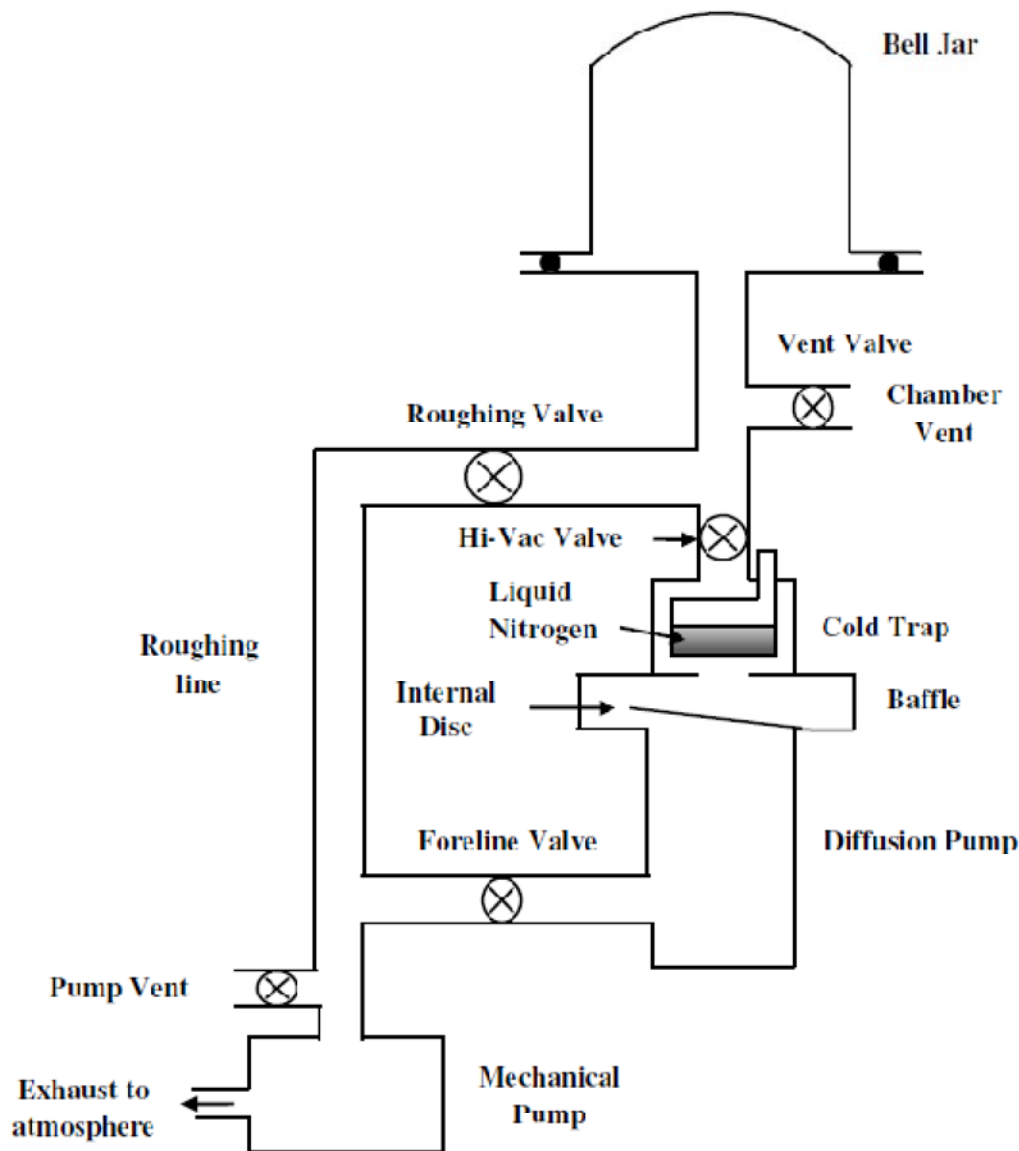 Bell Jar
Vent Valve
Chamber
Vent
Roughing Valve
Hi-Vac Valve
Liquid
Nitrogen
Cold Trap
Roughing
line
Internal
Disc
Baffle
Foreline Valve
Diffusion Pump
Pump Vent
Mechanical
Pump
Exhaust to
atmosphere